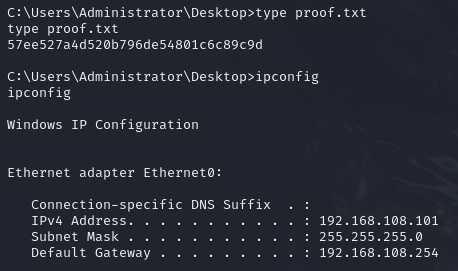 C:\Users\Administrator\Desktop>type proof.txt
type proof.txt
57ee527a4d520b796de54801c6c89c9d
C:\Users\Administrator\Desktop>ipconfig
ipconfig
Windows IP Configuration
Ethernet adapter Ethernet0:
   Connection-specific DNS Suffix  . :
   IPv4 Address. . . . . . . . . . . : 192.168.108.101
   Subnet Mask . . . . . . . . . . . : 255.255.255.0
   Default Gateway . . . . . . . . . : 192.168.108.254